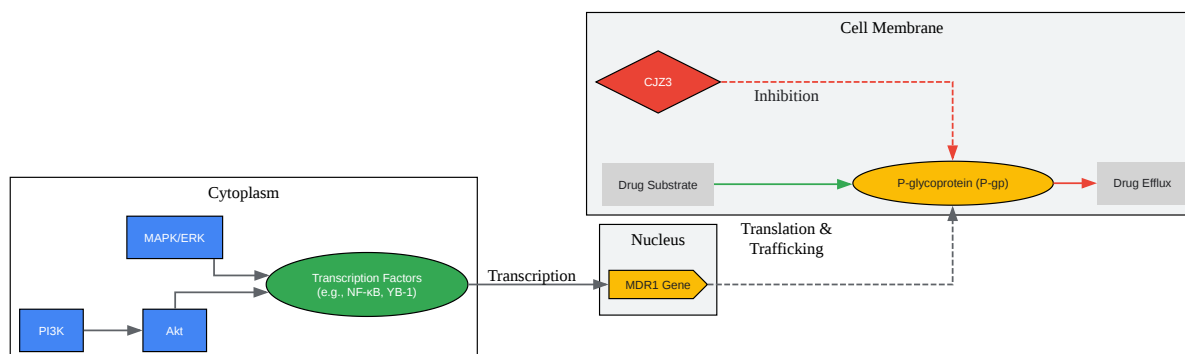 Cell Membrane
CJZ3
Inhibition
Drug Substrate
P-glycoprotein (P-gp)
Drug Efflux
Cytoplasm
MAPK/ERK
Transcription Factors
(e.g., NF-κB, YB-1)
PI3K
Akt
Transcription
Nucleus
MDR1 Gene
Translation &
Trafficking